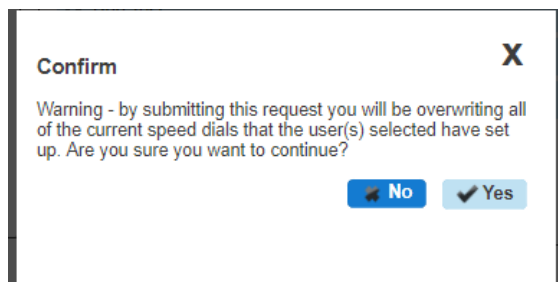 X
Confirm
Warning - by submitting this request you will be overwriting all
of the current speed dials that the user(s) selected have set
up. Are you sure you want to continue?
No Yes